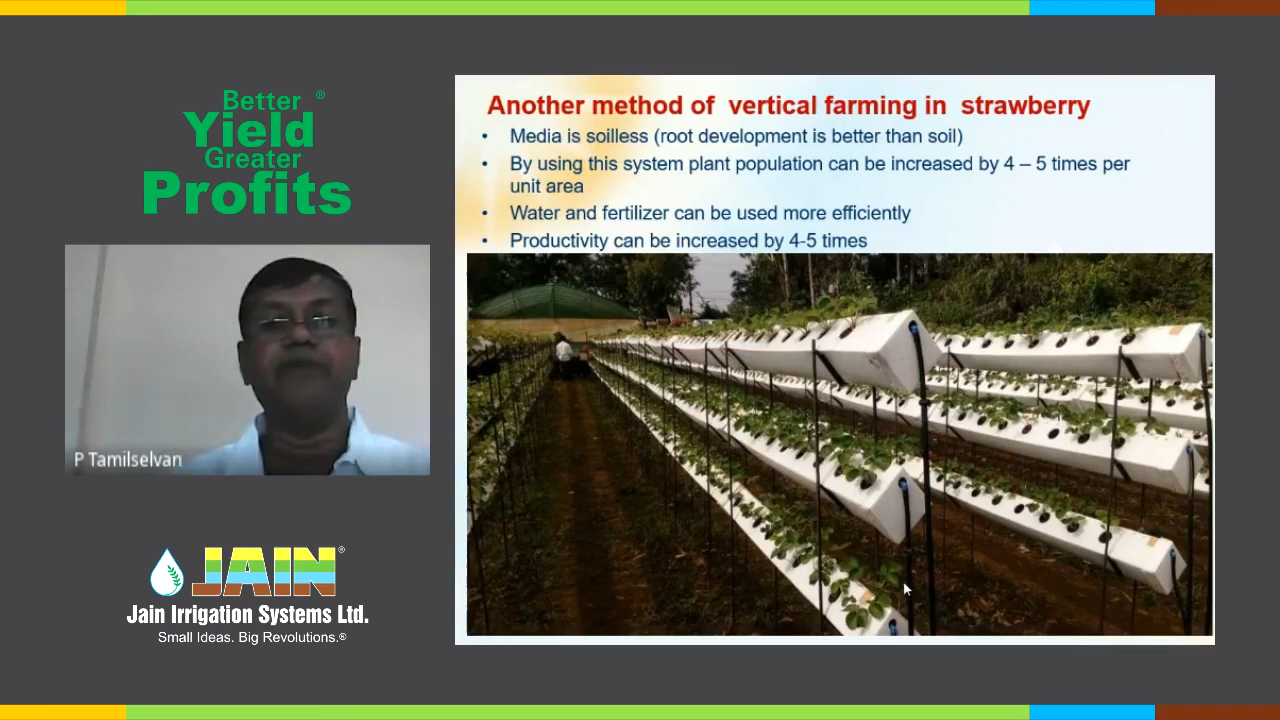 Better ®
Yield
Greater
Profits
P Tamilselvan
JAIN ®
Jain Irrigation Systems Ltd.
Small Ideas. Big Revolutions.®
Another method of vertical farming in strawberry
• Media is soilless (root development is better than soil)
• By using this system plant population can be increased by 4 – 5 times per
unit area
• Water and fertilizer can be used more efficiently
• Productivity can be increased by 4-5 times